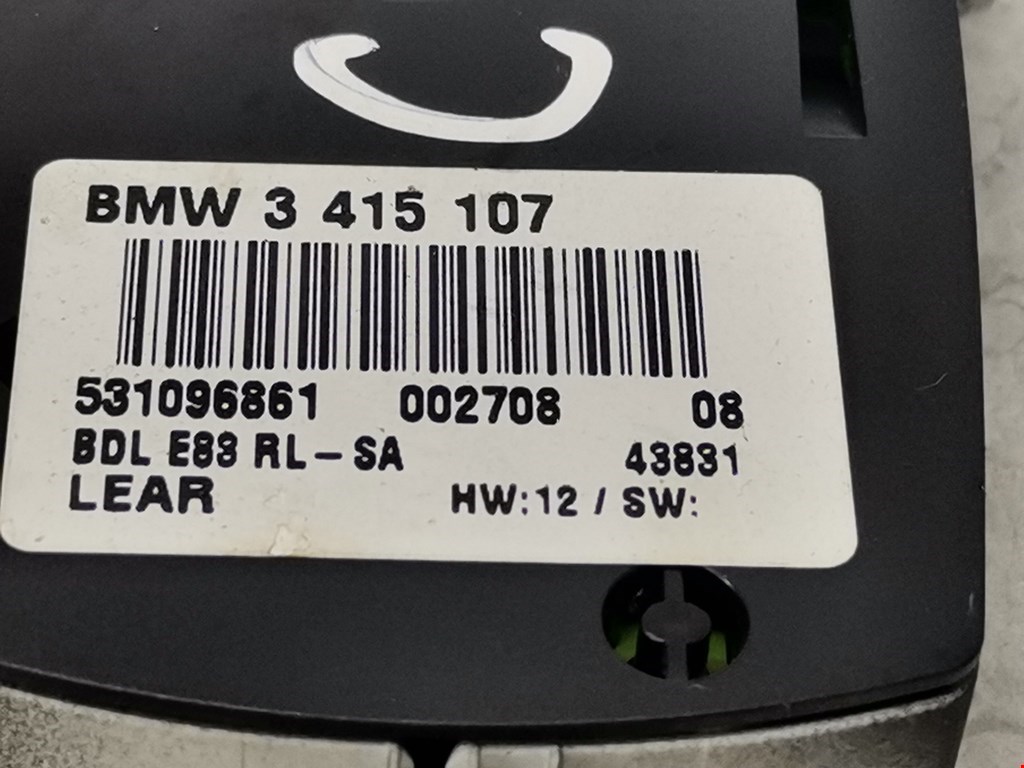 BMW 3 415 107
531096861 002708 08
BDL E83 RL-SA 43831
LEAR HW:12 / SW: